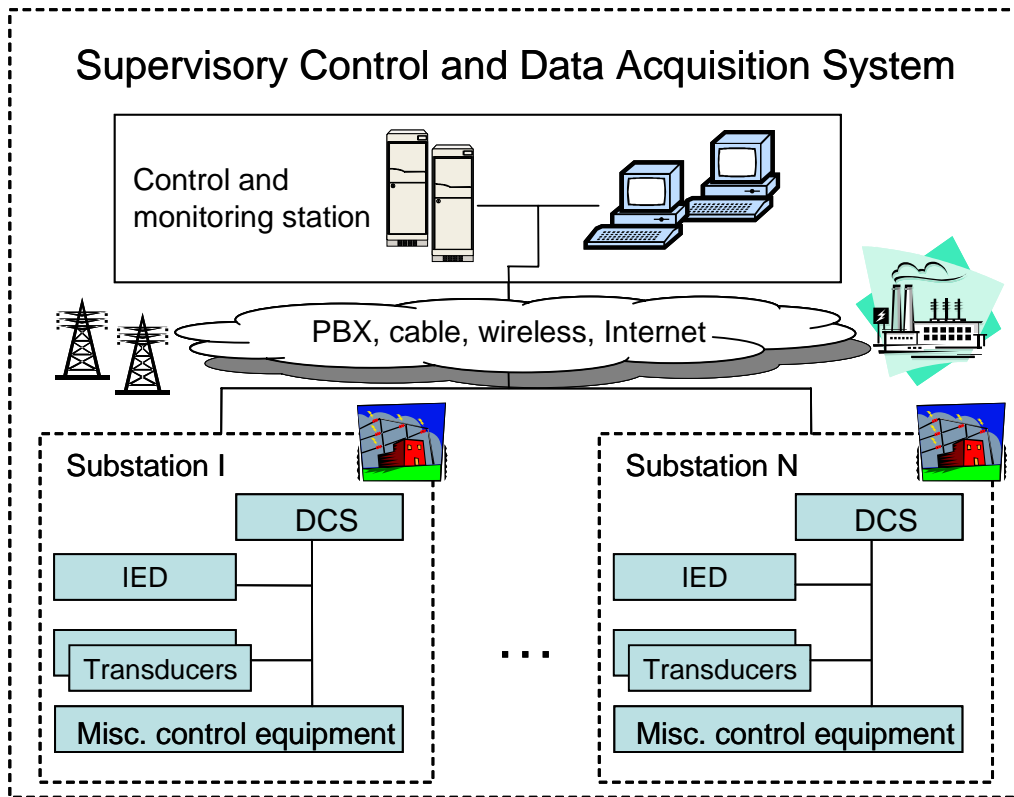 Supervisory Control and Data Acquisition System
Control and
monitoring station
PBX, cable, wireless, Internet
Substation I
DCS
IED
Transducers
Misc. control equipment
...
Substation N
DCS
IED
Transducers
Misc. control equipment